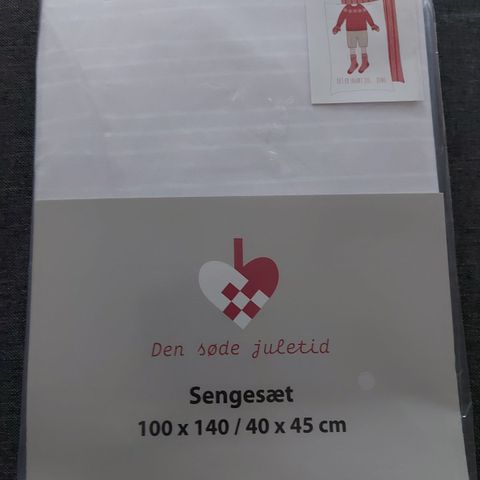 Den søde juletid
Sengesæt
100 x 140 / 40 x 45 cm